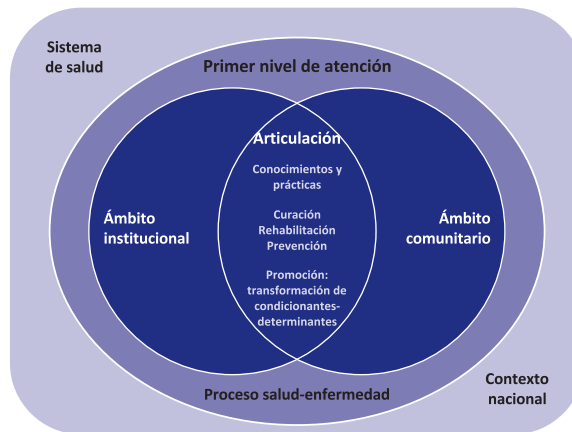 Sistema
de salud
Primer nivel de atención
Articulación
Conocimientos y
prácticas
Ámbito
institucional
Curación
Rehabilitación
Prevención
Ámbito
comunitario
Promoción:
transformación de
condicionantes-
determinantes
Proceso salud-enfermedad
Contexto
nacional